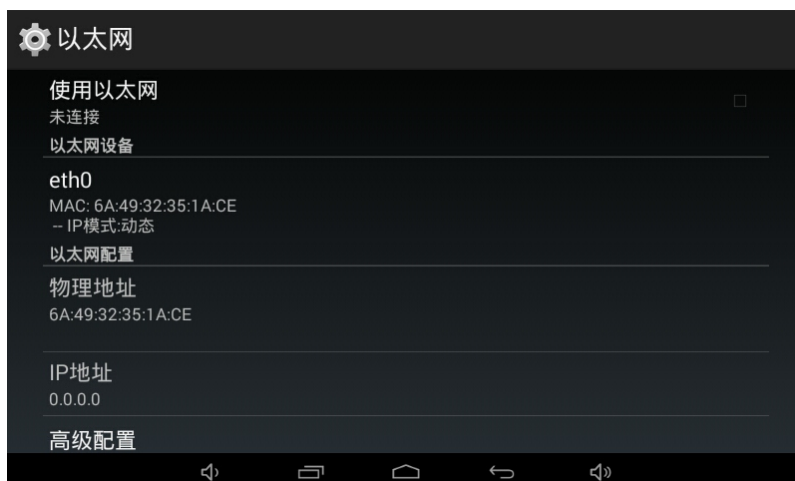 以太网
使用以太网
未连接
以太网设备
eth0
MAC: 6A:49:32:35:1A:CE
-- IP模式:动态
以太网配置
物理地址
6A:49:32:35:1A:CE
IP地址
0.0.0.0
高级配置